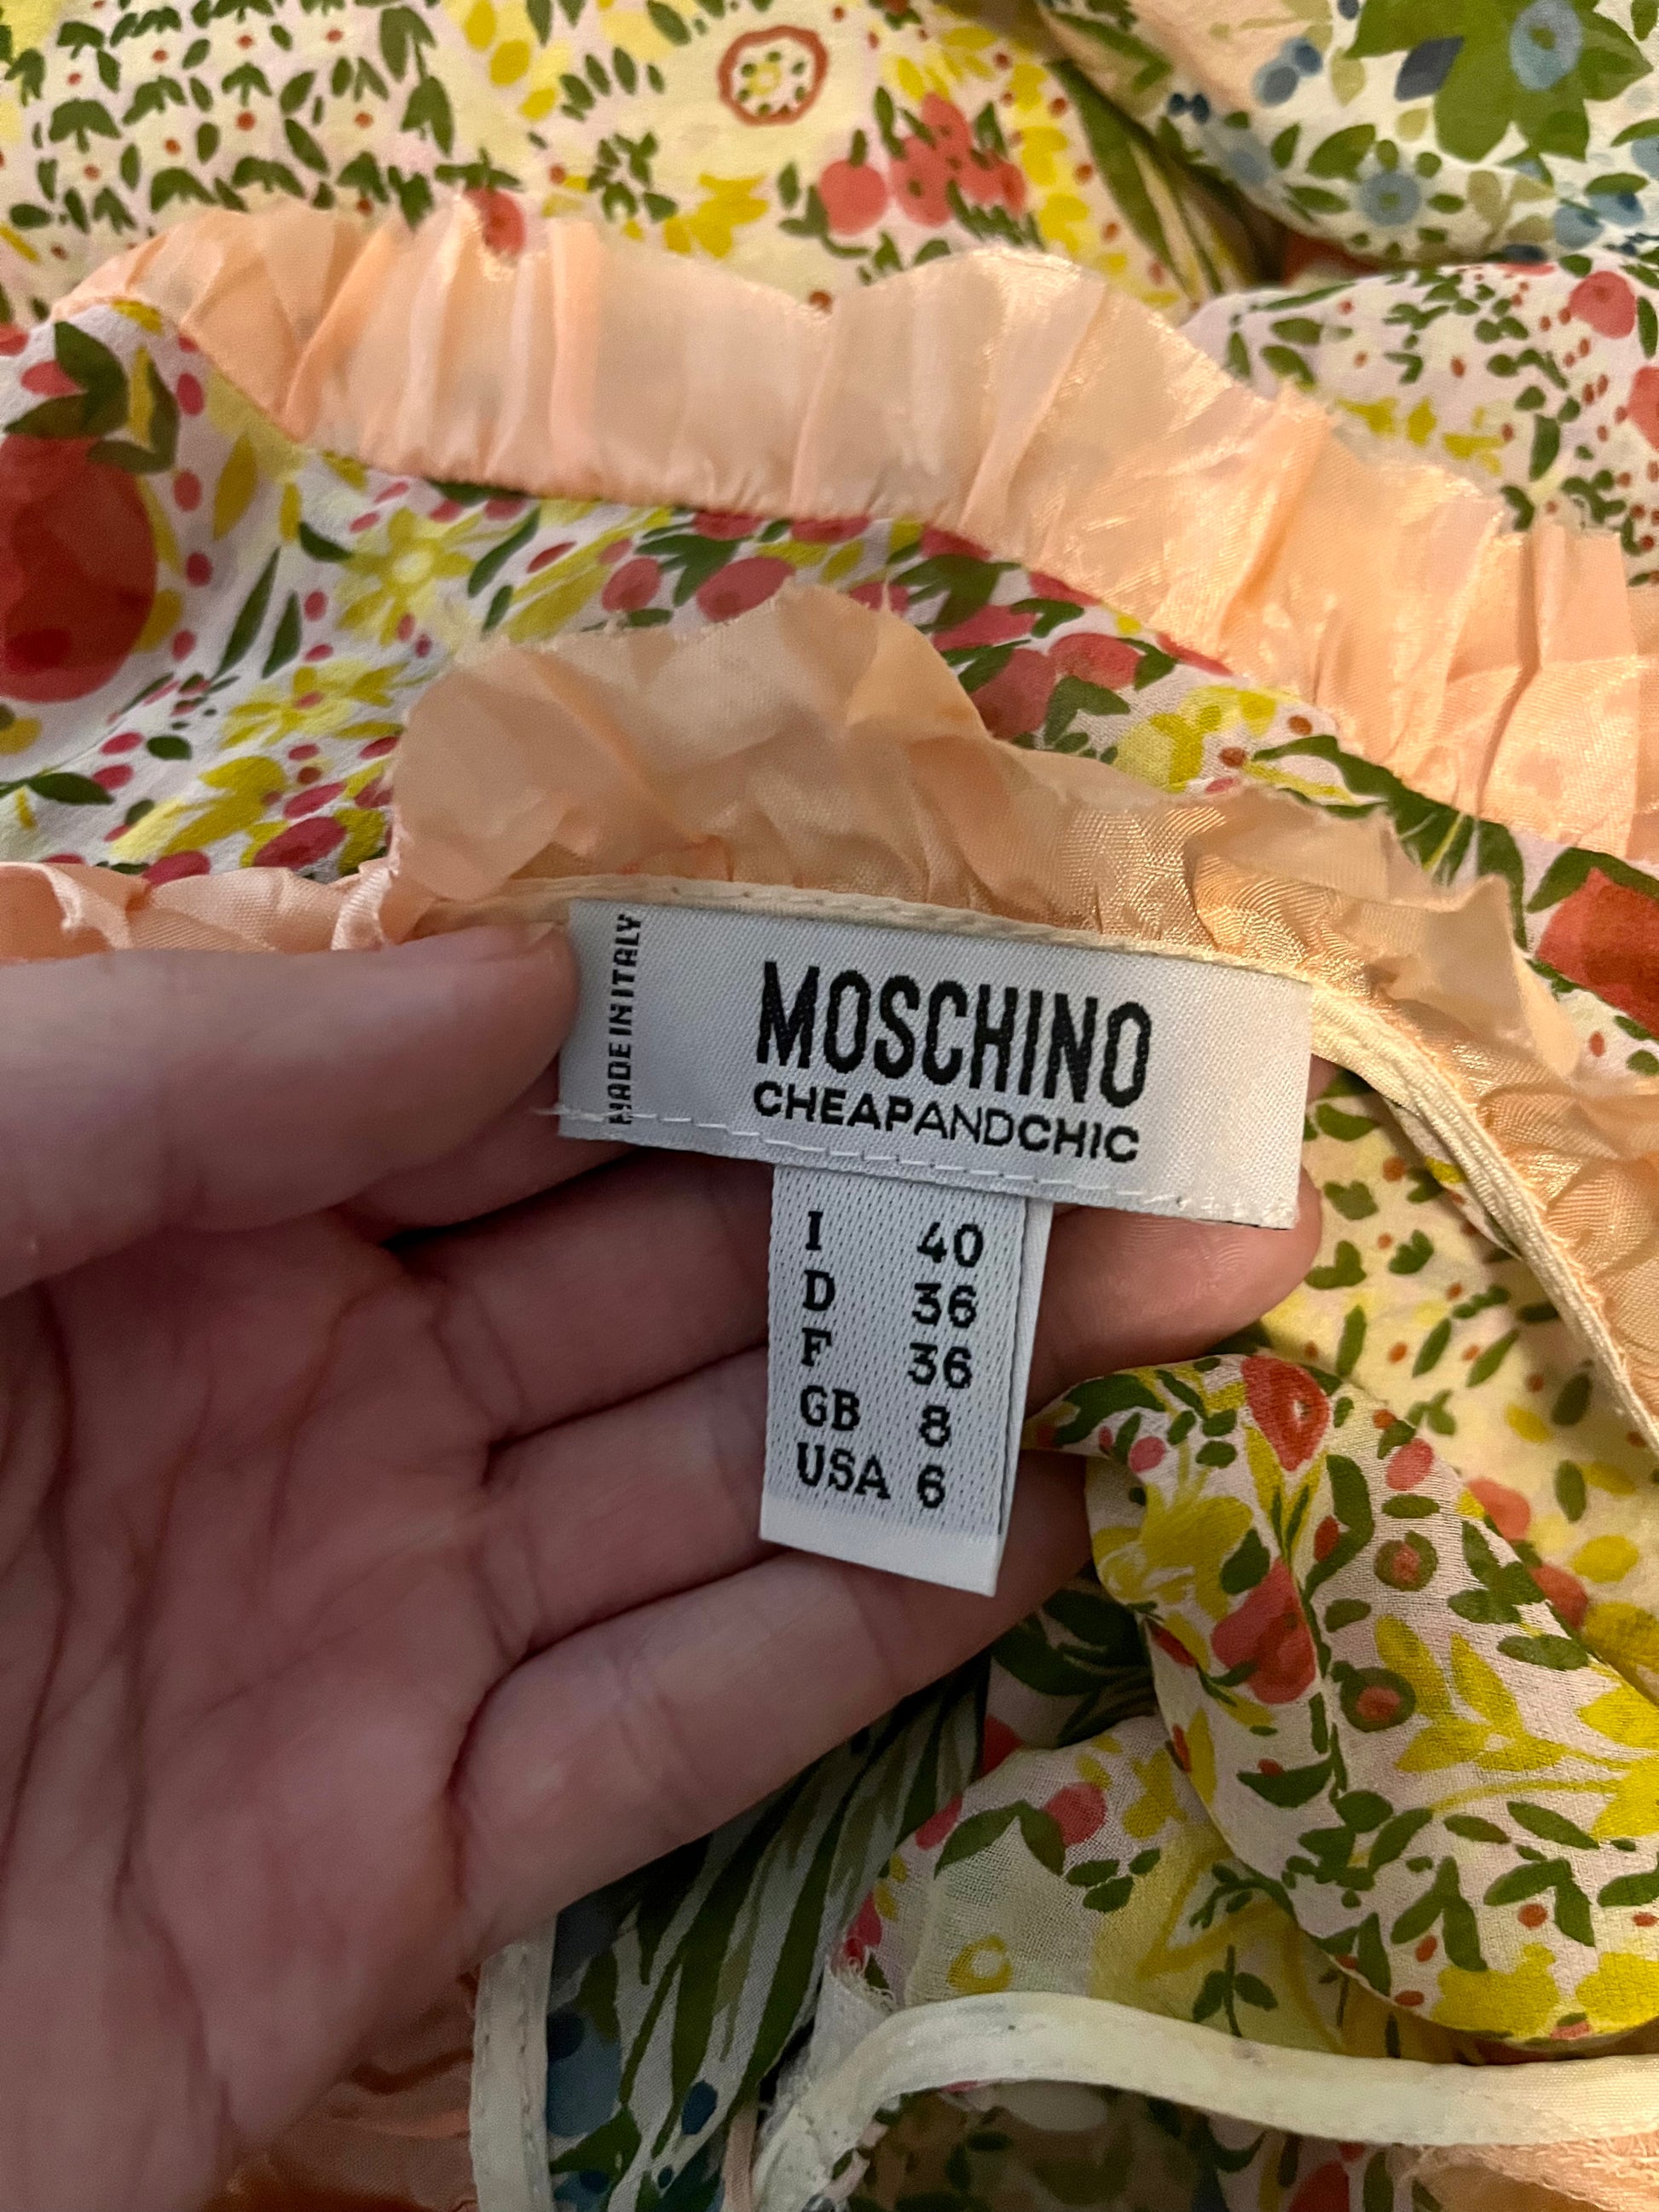 MADE IN ITALY
MOSCHINO
CHEAPANDCHIC
I 40
D 36
F 36
GB 8
USA 6